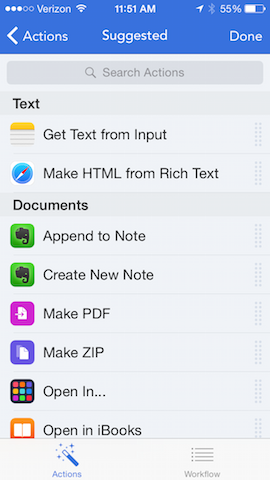 Verizon 11:51 AM 55%
Actions Suggested Done
Search Actions
Text
Get Text from Input
Make HTML from Rich Text
Documents
Append to Note
Create New Note
Make PDF
Make ZIP
Open In...
Open in iBooks
Actions Workflow